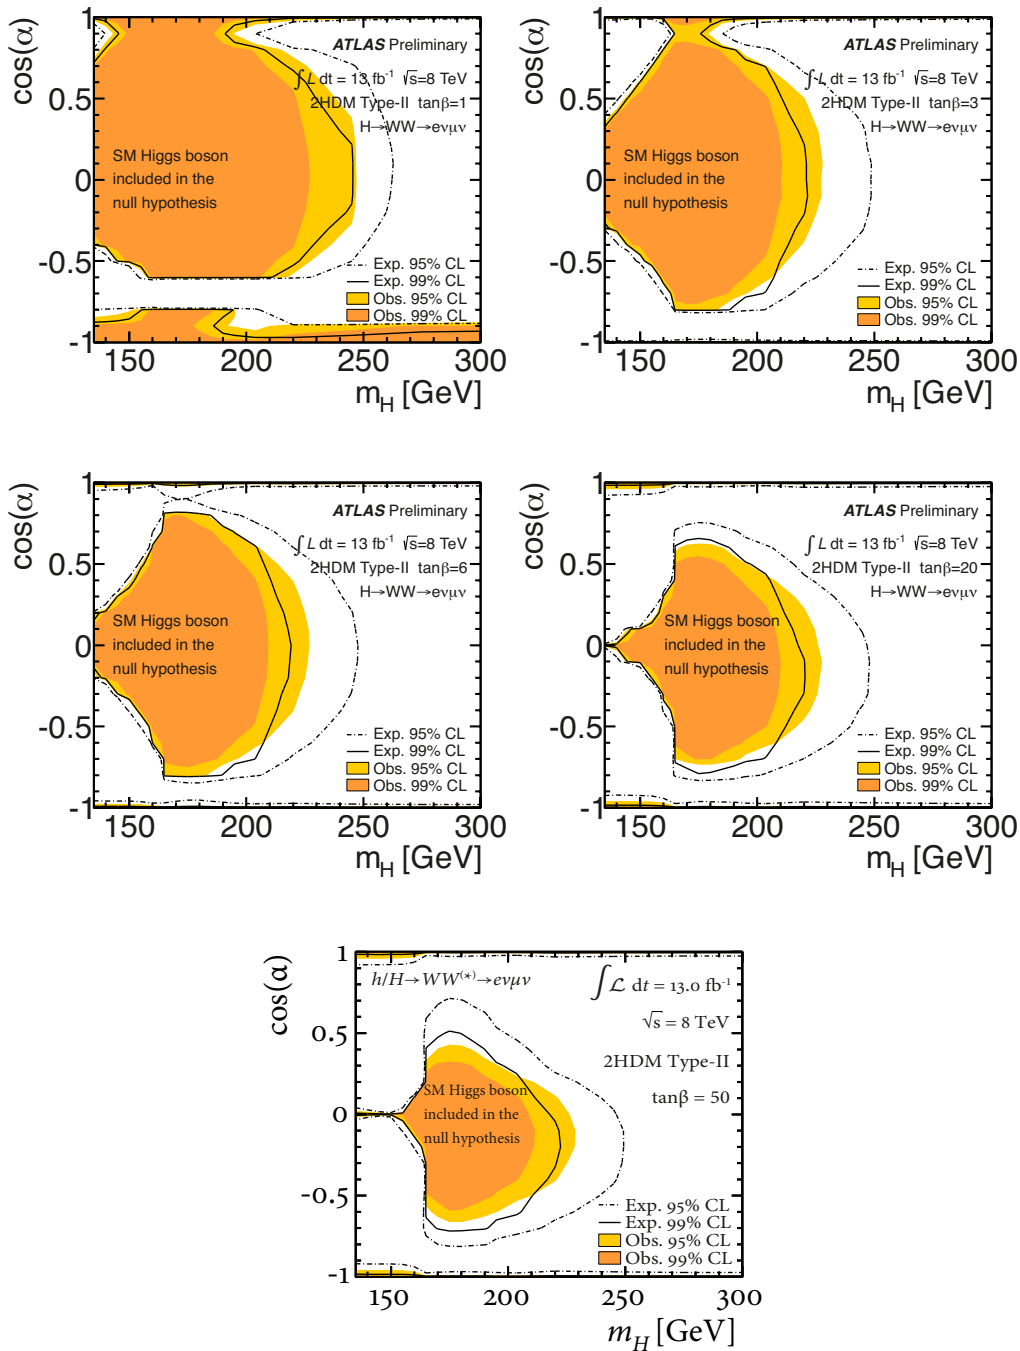 cos(α)
1
0.5
0
-0.5
-1
ATLAS Preliminary
∫ L dt = 13 fb⁻¹ √s=8 TeV
2HDM Type-II tanβ=1
H→WW→eνμν
SM Higgs boson
included in the
null hypothesis
Exp. 95% CL
Exp. 99% CL
Obs. 95% CL
Obs. 99% CL
150 200 250 300
m_H [GeV]
cos(α)
1
0.5
0
-0.5
-1
ATLAS Preliminary
∫ L dt = 13 fb⁻¹ √s=8 TeV
2HDM Type-II tanβ=3
H→WW→eνμν
SM Higgs boson
included in the
null hypothesis
Exp. 95% CL
Exp. 99% CL
Obs. 95% CL
Obs. 99% CL
150 200 250 300
m_H [GeV]
cos(α)
1
0.5
0
-0.5
-1
ATLAS Preliminary
∫ L dt = 13 fb⁻¹ √s=8 TeV
2HDM Type-II tanβ=6
H→WW→eνμν
SM Higgs boson
included in the
null hypothesis
Exp. 95% CL
Exp. 99% CL
Obs. 95% CL
Obs. 99% CL
150 200 250 300
m_H [GeV]
cos(α)
1
0.5
0
-0.5
-1
ATLAS Preliminary
∫ L dt = 13 fb⁻¹ √s=8 TeV
2HDM Type-II tanβ=20
H→WW→eνμν
SM Higgs boson
included in the
null hypothesis
Exp. 95% CL
Exp. 99% CL
Obs. 95% CL
Obs. 99% CL
150 200 250 300
m_H [GeV]
cos(α)
1
0.5
0
-0.5
-1
h/H→WW⁽*⁾→eνμν
∫ ℒ dt = 13.0 fb⁻¹
√s = 8 TeV
2HDM Type-II
tanβ = 50
SM Higgs boson
included in the
null hypothesis
Exp. 95% CL
Exp. 99% CL
Obs. 95% CL
Obs. 99% CL
150 200 250 300
m_H [GeV]